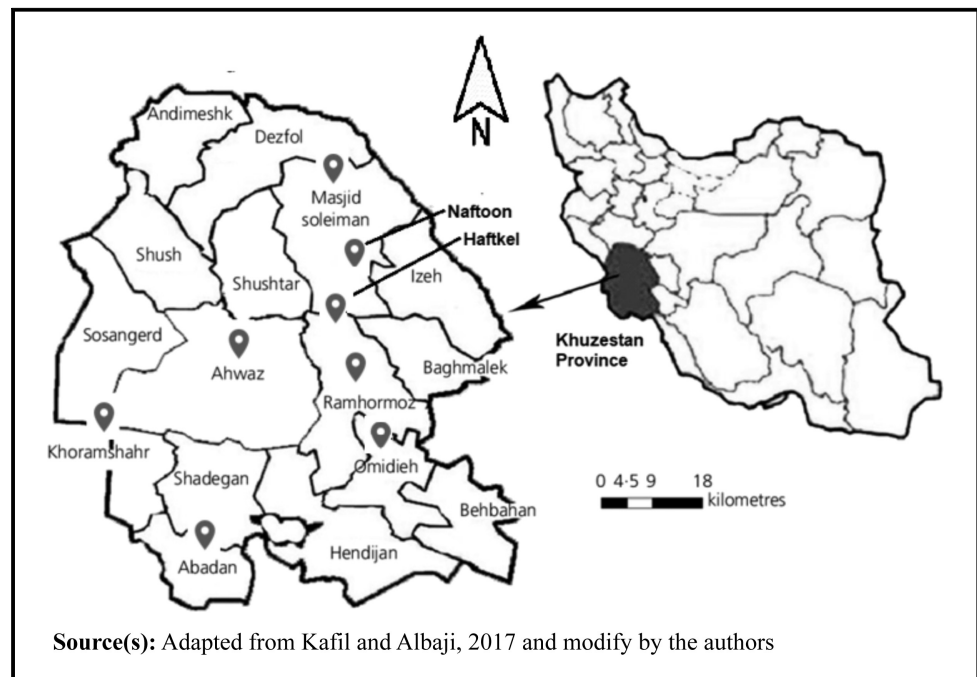 Andimeshk
Dezfol
N
Masjid
soleiman
Naftoon
Haftkel
Shush
Shushtar
Izeh
Sosangerd
Ahwaz
Baghmalek
Khuzestan
Province
Ramhormoz
Khoramshahr
Omidieh
Shadegan
0 4·5 9 18
kilometres
Behbahan
Hendijan
Abadan
Source(s): Adapted from Kafil and Albaji, 2017 and modify by the authors